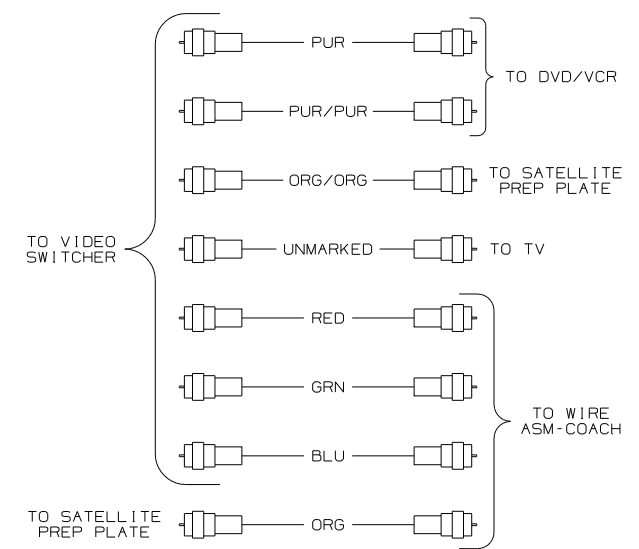 PUR
TO DVD/VCR
PUR/PUR
ORG/ORG
TO SATELLITE
PREP PLATE
TO VIDEO
SWITCHER
UNMARKED
TO TV
RED
GRN
TO WIRE
ASM-COACH
BLU
TO SATELLITE
PREP PLATE
ORG